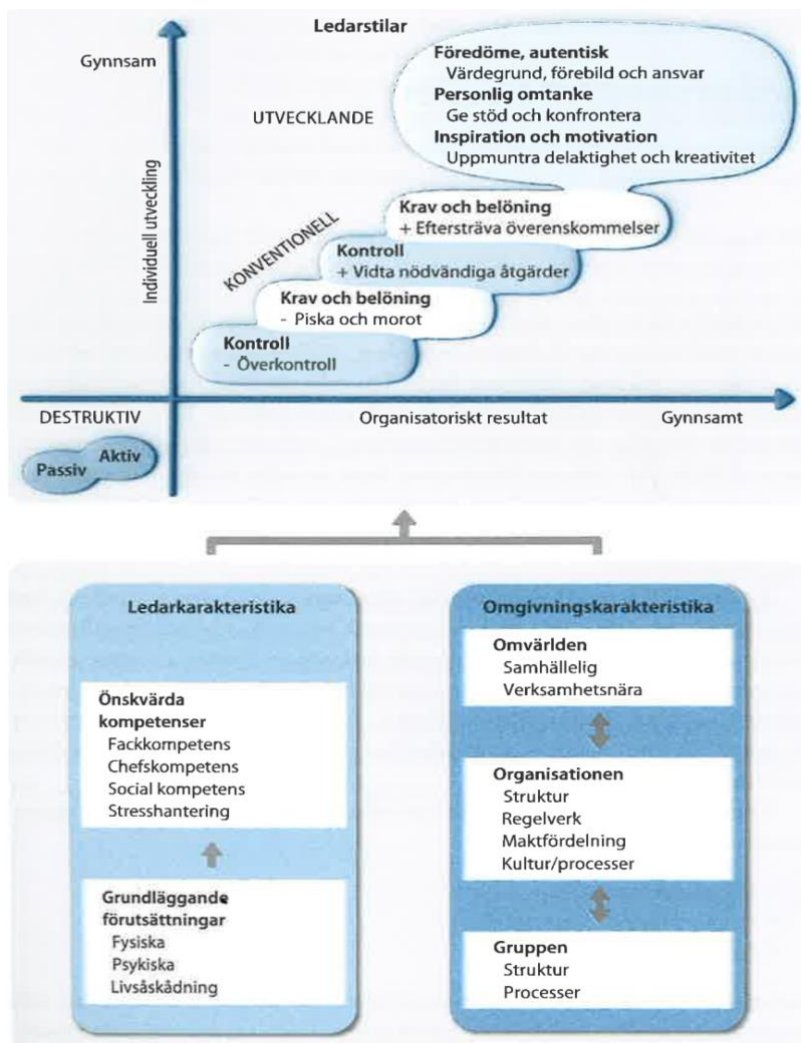 Ledarstilar
Gynnsam
Föredöme, autentisk
Värdegrund, förebild och ansvar
Personlig omtanke
Ge stöd och konfrontera
Inspiration och motivation
Uppmuntra delaktighet och kreativitet
UTVECKLANDE
Individuell utveckling
KONVENTIONELL
Krav och belöning
+ Eftersträva överenskommelser
Kontroll
+ Vidta nödvändiga åtgärder
Krav och belöning
- Piska och morot
Kontroll
- Överkontroll
DESTRUKTIV
Organisatoriskt resultat
Gynnsamt
Passiv
Aktiv
Ledarkarakteristika
Önskvärda
kompetenser
Fackkompetens
Chefskompetens
Social kompetens
Stresshantering
Grundläggande
förutsättningar
Fysiska
Psykiska
Livsåskådning
Omgivningskarakteristika
Omvärlden
Samhällelig
Verksamhetsnära
Organisationen
Struktur
Regelverk
Maktfördelning
Kultur/processer
Gruppen
Struktur
Processer